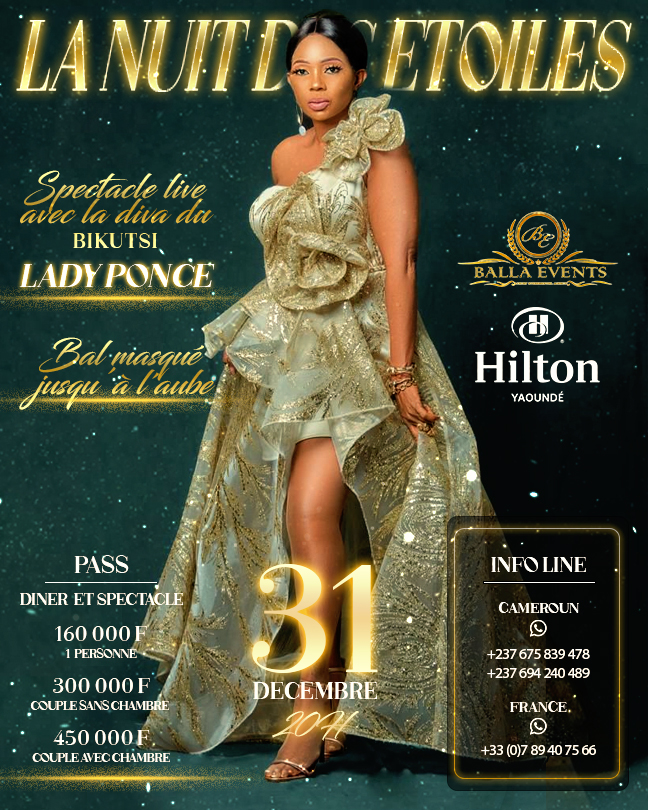 LA NUIT DES ETOILES
Spectacle live
avec la diva du
BIKUTSI
LADY PONCE
Bal masqué
jusqu'à l'aube
BE
BALLA EVENTS
H
Hilton
YAOUNDÉ
PASS
DINER ET SPECTACLE
160 000 F
1 PERSONNE
300 000 F
COUPLE SANS CHAMBRE
450 000 F
COUPLE AVEC CHAMBRE
31
DECEMBRE
20H
INFO LINE
CAMEROUN
+237 675 839 478
+237 694 240 489
FRANCE
+33 (0)7 89 40 75 66